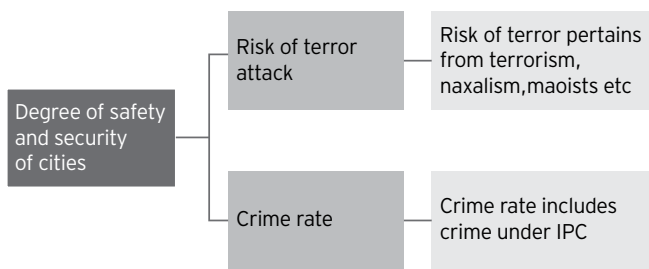 Degree of safety
and security
of cities
Risk of terror
attack
Risk of terror pertains
from terrorism,
naxalism,maoists etc
Crime rate
Crime rate includes
crime under IPC